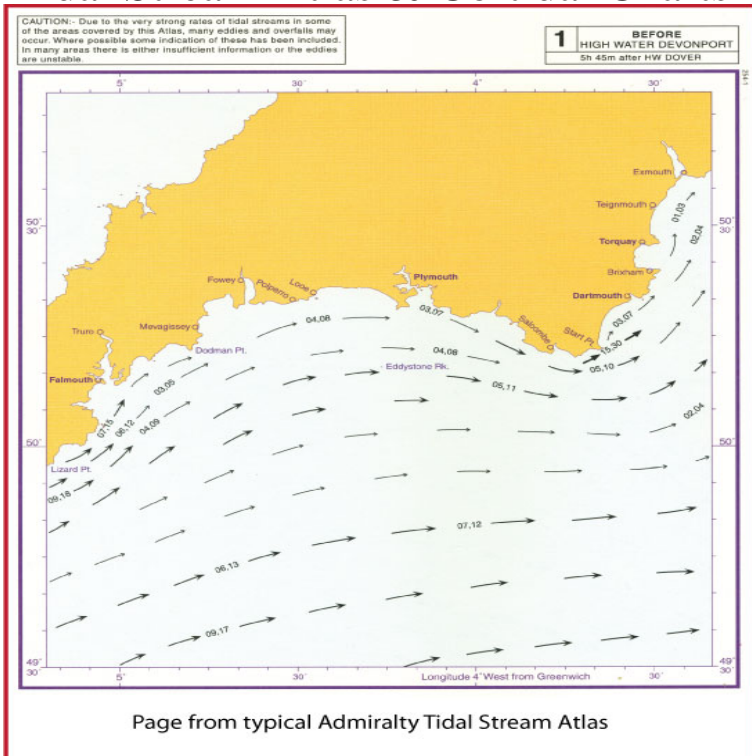 CAUTION:- Due to the very strong rates of tidal streams in some
of the areas covered by this Atlas, many eddies and overfalls may
occur. Where possible some indication of these has been included.
In many areas there is either insufficient information or the eddies
are unstable.
1
BEFORE
HIGH WATER DEVONPORT
5h 45m after HW DOVER
5°
30'
4°
30'
Exmouth
Teignmouth
01,03
50°
30'
50°
30'
02,04
Torquay
Fowey
Looe
Plymouth
Brixham
Polperro
Dartmouth
Truro
Mevagissey
04,08
03,07
Salcombe
Start Pt.
03,07
Dodman Pt.
04,08
15,30
Falmouth
03,05
Eddystone Rk.
05,10
05,11
07,15
06,12
04,09
02,04
50°
50°
Lizard Pt.
09,18
07,12
06,13
09,17
49°
30'
49°
30'
5°
30'
Longitude 4° West from Greenwich
30'
Page from typical Admiralty Tidal Stream Atlas